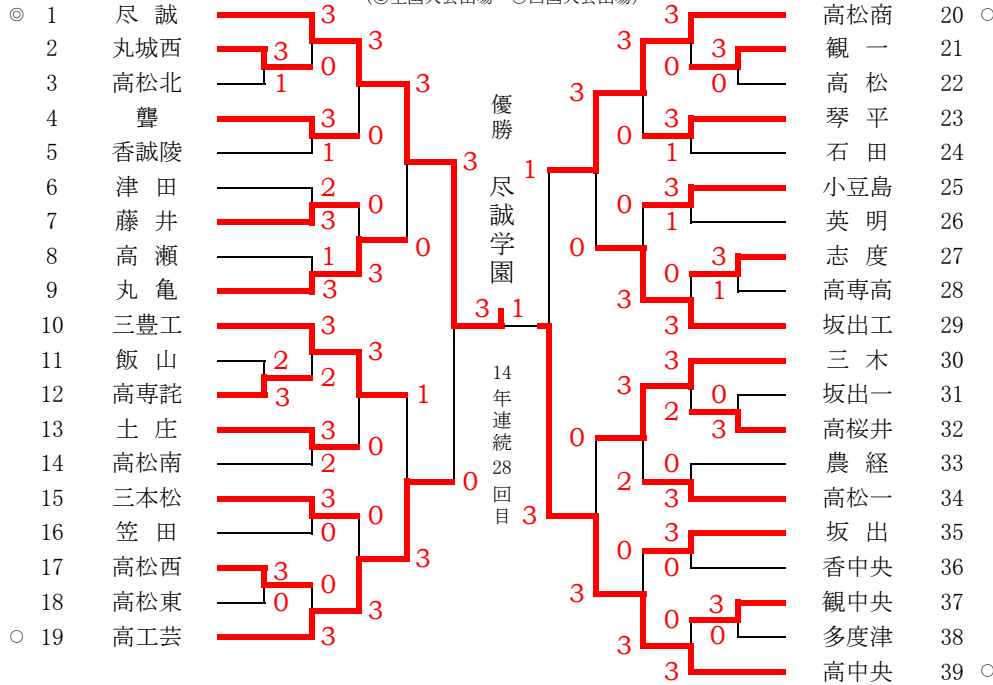 ◎ 1 尽 誠
2 丸城西
3 高松北
4 聾
5 香誠陵
6 津 田
7 藤 井
8 高 瀬
9 丸 亀
10 三豊工
11 飯 山
12 高専詫
13 土 庄
14 高松南
15 三本松
16 笠 田
17 高松西
18 高松東
○ 19 高工芸
3
3
1
3
1
2
3
1
3
3
2
3
3
2
3
0
3
0
3
0
2
0
3
0
0
3
3
0
0
3
3
0
1
3
3
0
3 1
優勝 尽誠学園
14年連続28回目
1
3
3
0
0
3
3
0
3
3
2
0
3
0
0
0
2
0
3
3
0
3
1
3
1
3
1
3
3
0
3
0
3
3
0
3
0
3
高松商 20 ○
観 一 21
高 松 22
琴 平 23
石 田 24
小豆島 25
英 明 26
志 度 27
高専高 28
坂出工 29
三 木 30
坂出一 31
高桜井 32
農 経 33
高松一 34
坂 出 35
香中央 36
観中央 37
多度津 38
高中央 39 ○